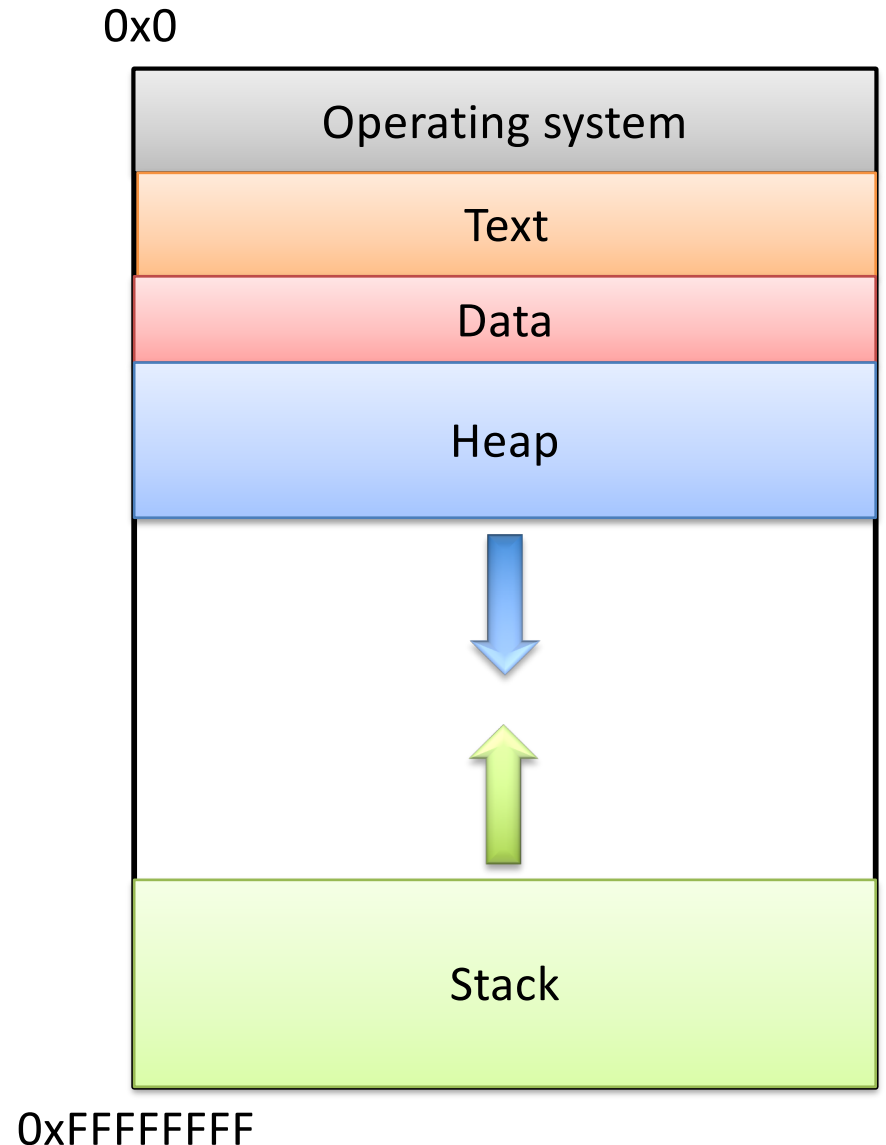 0x0
Operating system
Text
Data
Heap
Stack
0xFFFFFFFF